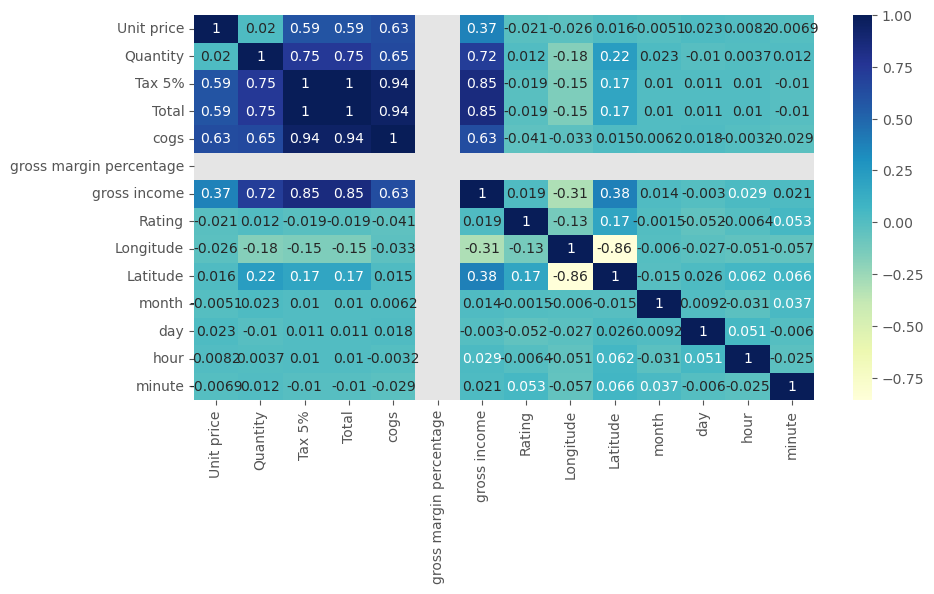 Unit price 1 0.02 0.59 0.59 0.63 0.37 -0.021 -0.026 0.016 -0.0051 0.023 0.0082 -0.0069
Quantity 0.02 1 0.75 0.75 0.65 0.72 0.012 -0.18 0.22 0.023 -0.01 0.0037 0.012
Tax 5% 0.59 0.75 1 1 0.94 0.85 -0.019 -0.15 0.17 0.01 0.011 0.01 -0.01
Total 0.59 0.75 1 1 0.94 0.85 -0.019 -0.15 0.17 0.01 0.011 0.01 -0.01
cogs 0.63 0.65 0.94 0.94 1 0.63 -0.041 -0.033 0.015 0.0062 0.018 -0.0032 -0.029
gross margin percentage
gross income 0.37 0.72 0.85 0.85 0.63 1 0.019 -0.31 0.38 0.014 -0.003 0.029 0.021
Rating -0.021 0.012 -0.019 -0.019 -0.041 0.019 1 -0.13 0.17 -0.0015 -0.052 -0.0064 0.053
Longitude -0.026 -0.18 -0.15 -0.15 -0.033 -0.31 -0.13 1 -0.86 -0.006 -0.027 -0.051 -0.057
Latitude 0.016 0.22 0.17 0.17 0.015 0.38 0.17 -0.86 1 -0.015 0.026 0.062 0.066
month -0.0051 0.023 0.01 0.01 0.0062 0.014 -0.0015 -0.006 -0.015 1 0.0092 -0.031 0.037
day 0.023 -0.01 0.011 0.011 0.018 -0.003 -0.052 -0.027 0.026 0.0092 1 0.051 -0.006
hour -0.0082 0.0037 0.01 0.01 -0.0032 0.029 -0.0064 -0.051 0.062 -0.031 0.051 1 -0.025
minute -0.0069 0.012 -0.01 -0.01 -0.029 0.021 0.053 -0.057 0.066 0.037 -0.006 -0.025 1
Unit price
Quantity
Tax 5%
Total
cogs
gross margin percentage
gross income
Rating
Longitude
Latitude
month
day
hour
minute
1.00
0.75
0.50
0.25
0.00
−0.25
−0.50
−0.75